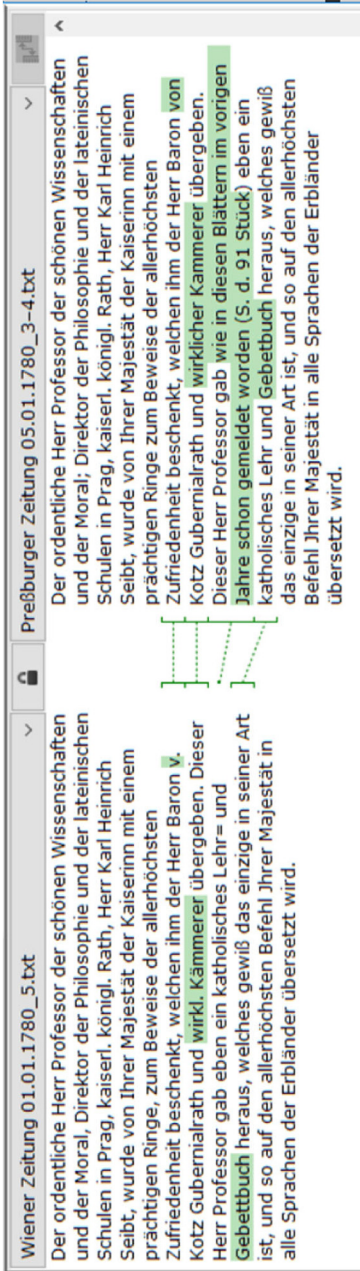 Wiener Zeitung 01.01.1780_5.txt
Der ordentliche Herr Professor der schönen Wissenschaften
und der Moral, Direktor der Philosophie und der lateinischen
Schulen in Prag, kaiserl. königl. Rath, Herr Karl Heinrich
Seibt, wurde von Ihrer Majestät der Kaiserinn mit einem
prächtigen Ringe, zum Beweise der allerhöchsten
Zufriedenheit beschenkt, welchen ihm der Herr Baron v.
Kotz Gubernialrath und wirkl. Kämmerer übergeben. Dieser
Herr Professor gab eben ein katholisches Lehr= und
Gebettbuch heraus, welches gewiß das einzige in seiner Art
ist, und so auf den allerhöchsten Befehl Jhrer Majestät in
alle Sprachen der Erbländer übersetzt wird.
Preßburger Zeitung 05.01.1780_3-4.txt
Der ordentliche Herr Professor der schönen Wissenschaften
und der Moral; Direktor der Philosophie und der lateinischen
Schulen in Prag, kaiserl. königl. Rath, Herr Karl Heinrich
Seibt, wurde von Ihrer Majestät der Kaiserinn mit einem
prächtigen Ringe zum Beweise der allerhöchsten
Zufriedenheit beschenkt, welchen ihm der Herr Baron von
Kotz Gubernialrath und wirklicher Kammerer übergeben.
Dieser Herr Professor gab wie in diesen Blättern im vorigen
Jahre schon gemeldet worden (S. d. 91 Stück) eben ein
katholisches Lehr und Gebetbuch heraus, welches gewiß
das einzige in seiner Art ist, und so auf den allerhöchsten
Befehl Jhrer Majestät in alle Sprachen der Erbländer
übersetzt wird.